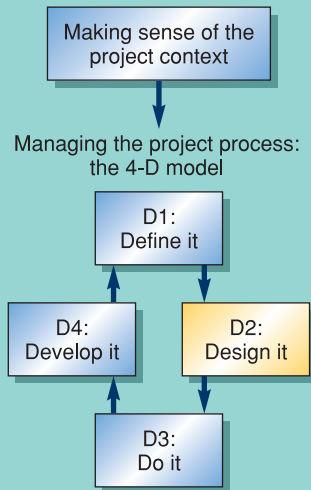 Making sense of the
project context
Managing the project process:
the 4-D model
D1:
Define it
D4:
Develop it
D2:
Design it
D3:
Do it